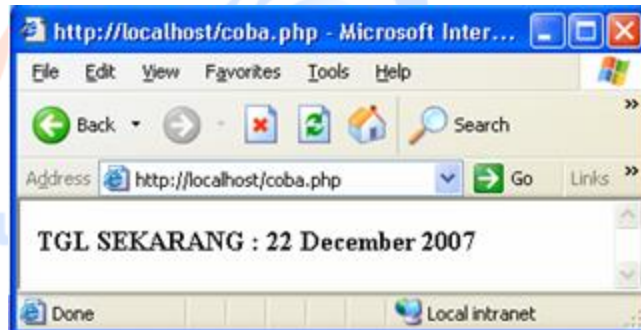 http://localhost/coba.php - Microsoft Inter...
File Edit View Favorites Tools Help
Back Search »
Address http://localhost/coba.php Go Links »
TGL SEKARANG : 22 December 2007
Done Local intranet